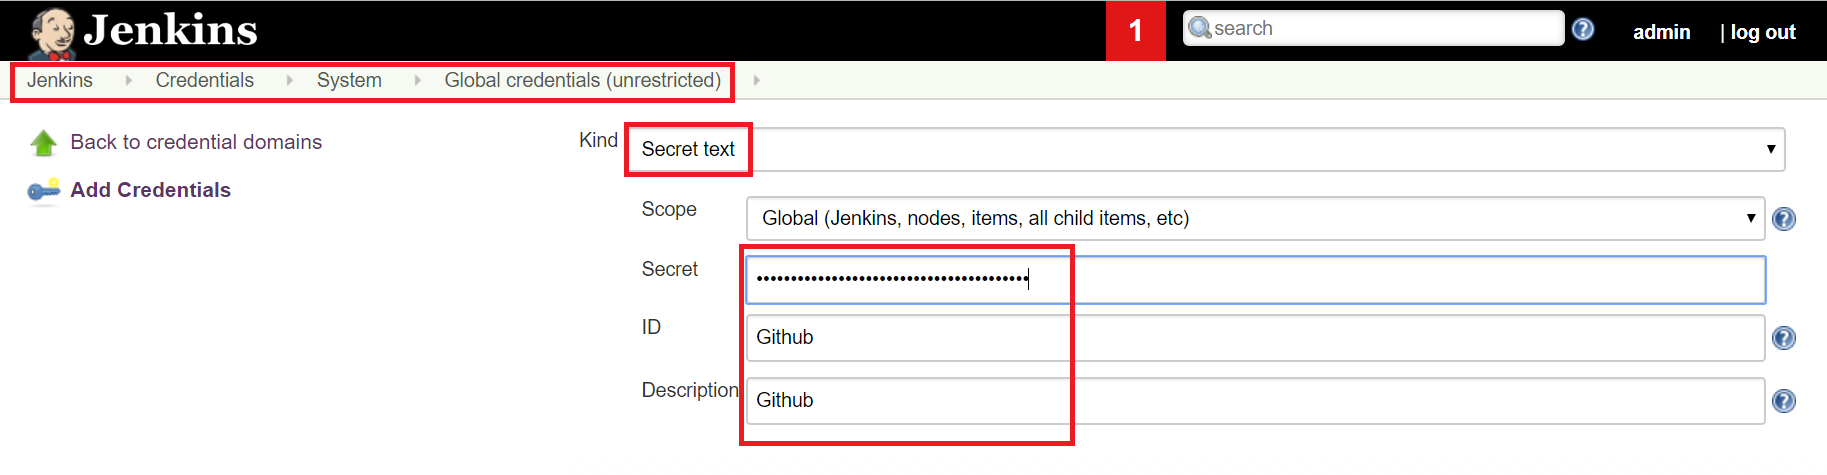 Jenkins
1
search
admin
| log out
Jenkins
Credentials
System
Global credentials (unrestricted)
Back to credential domains
Add Credentials
Kind
Secret text
Scope
Global (Jenkins, nodes, items, all child items, etc)
Secret
••••••••••••••••••••••••••••••••••••••••
ID
Github
Description
Github